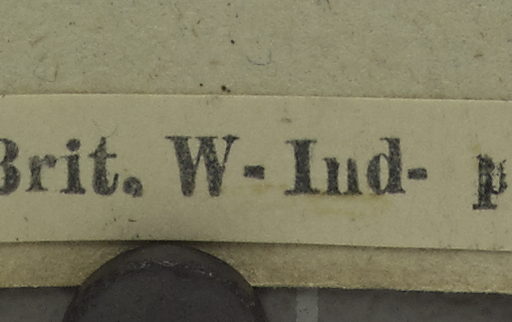 Brit. W- Ind- p